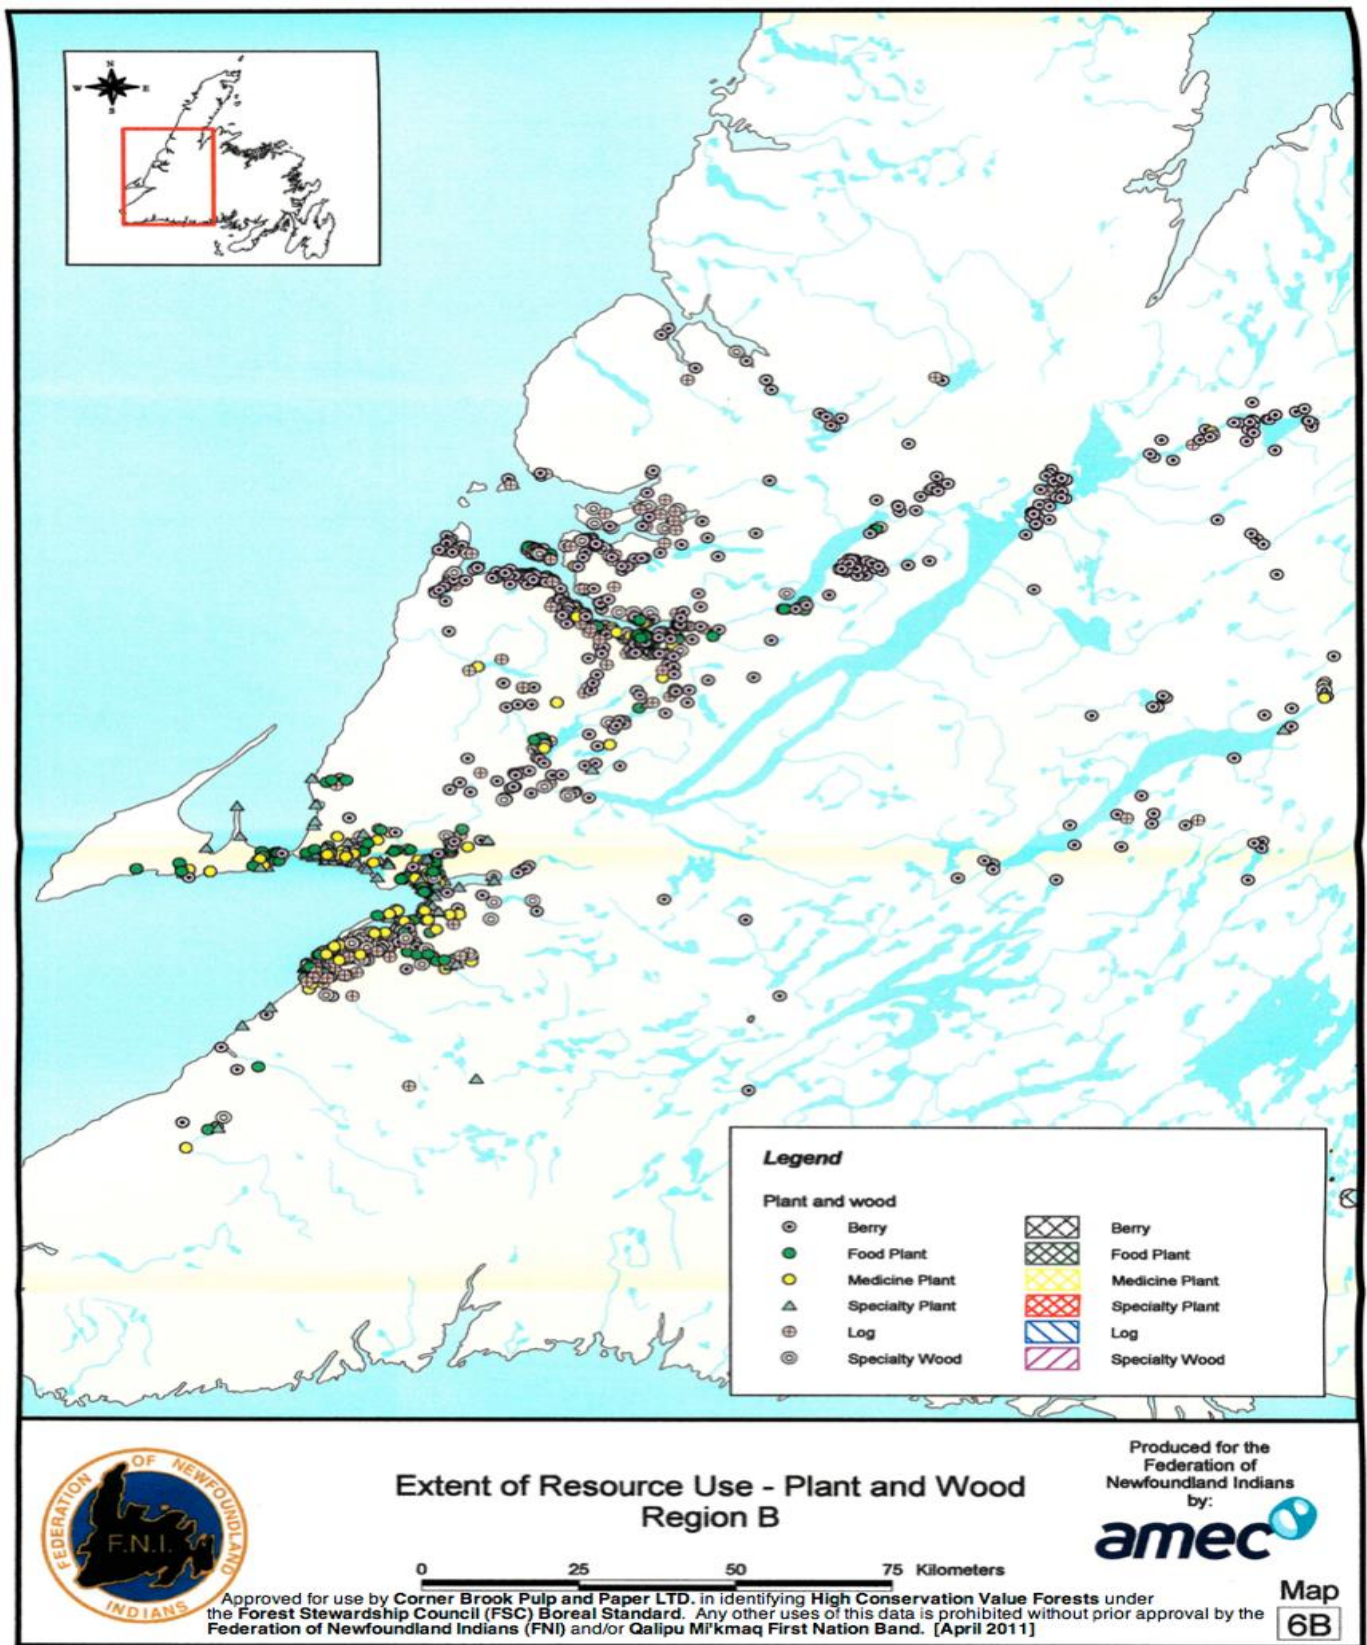 N
W E
S
Legend
Plant and wood
Berry Berry
Food Plant Food Plant
Medicine Plant Medicine Plant
Specialty Plant Specialty Plant
Log Log
Specialty Wood Specialty Wood
FEDERATION OF NEWFOUNDLAND INDIANS
F.N.I.
Extent of Resource Use - Plant and Wood
Region B
0 25 50 75 Kilometers
Produced for the
Federation of
Newfoundland Indians
by:
amec
Approved for use by Corner Brook Pulp and Paper LTD. in identifying High Conservation Value Forests under
the Forest Stewardship Council (FSC) Boreal Standard. Any other uses of this data is prohibited without prior approval by the
Federation of Newfoundland Indians (FNI) and/or Qalipu Mi'kmaq First Nation Band. [April 2011]
Map
6B